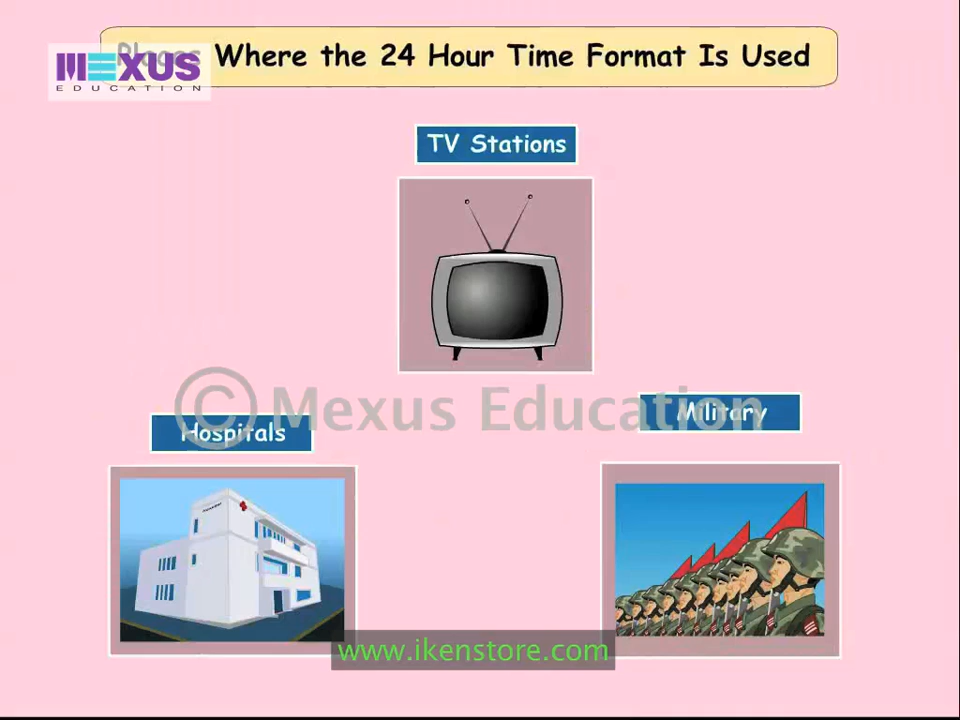 Places Where the 24 Hour Time Format Is Used
MEXUS
EDUCATION
TV Stations
© Mexus Education
Military
Hospitals
www.ikenstore.com